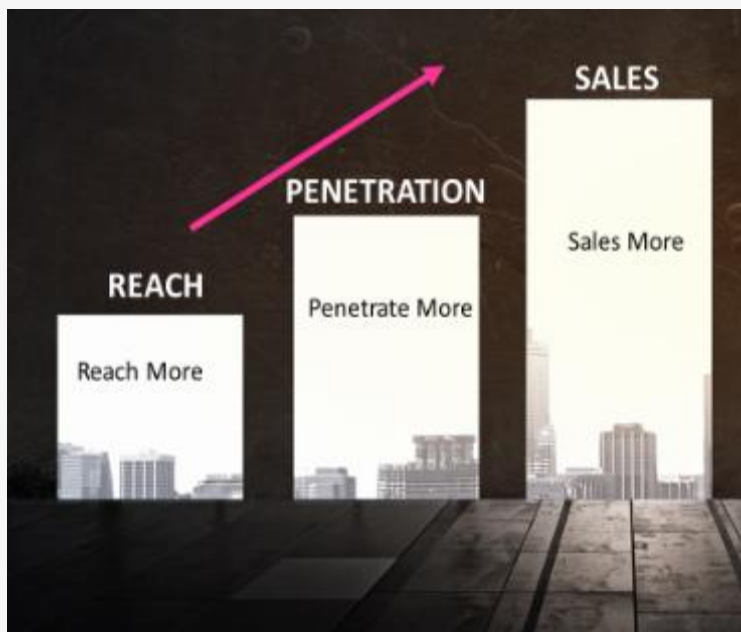 REACH
Reach More
PENETRATION
Penetrate More
SALES
Sales More